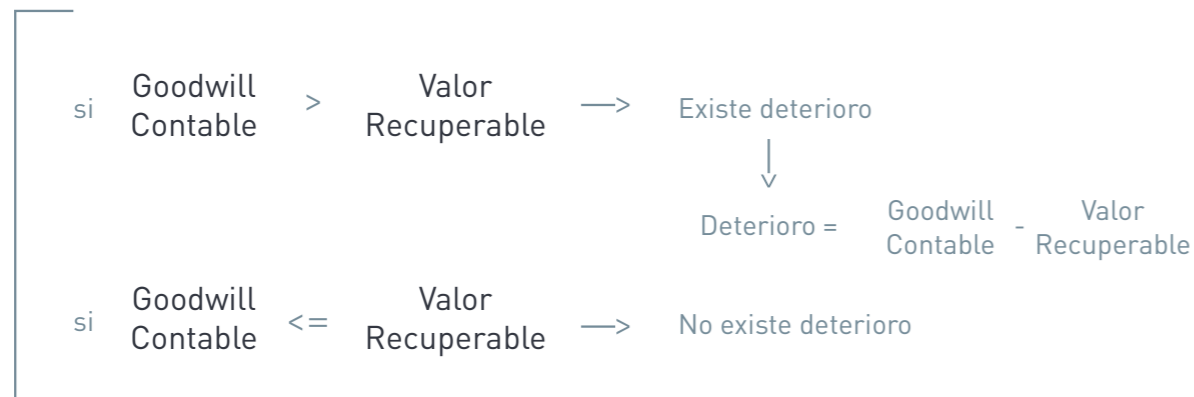 si Goodwill Contable > Valor Recuperable —> Existe deterioro
Deterioro = Goodwill Contable - Valor Recuperable
si Goodwill Contable <= Valor Recuperable —> No existe deterioro